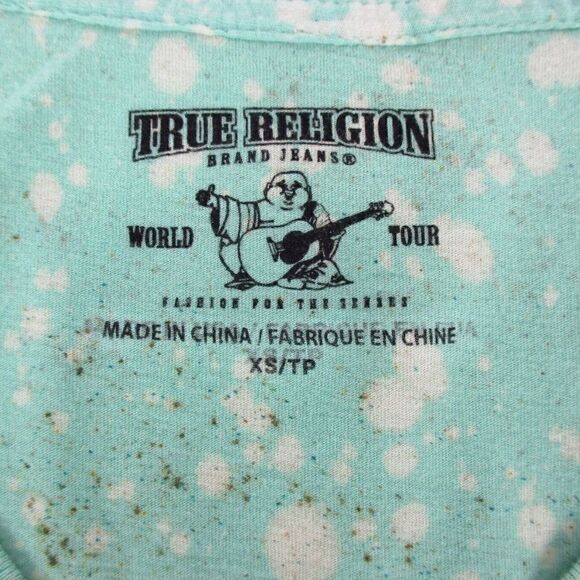 TRUE RELIGION
BRAND JEANS®
WORLD TOUR
FASHION FOR THE SENSES
MADE IN CHINA / FABRIQUE EN CHINE
XS/TP